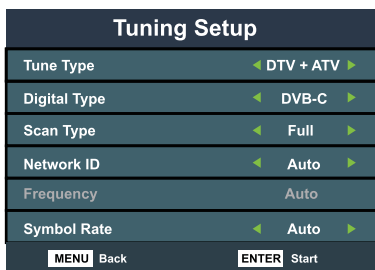 Tuning Setup
Tune Type DTV + ATV
Digital Type DVB-C
Scan Type Full
Network ID Auto
Frequency Auto
Symbol Rate Auto
MENU Back ENTER Start